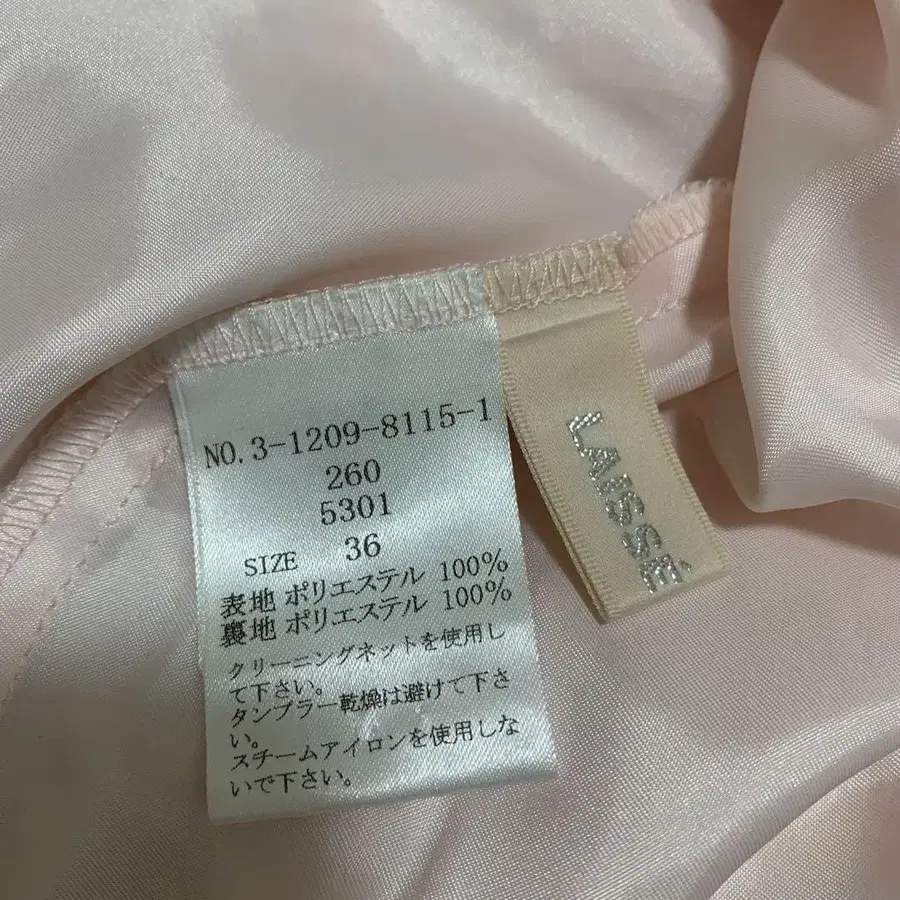 NO.3-1209-8115-1
260
5301
SIZE 36
表地 ポリエステル 100%
裏地 ポリエステル 100%
クリーニングネットを使用し
て下さい。
タンブラー乾燥は避けて下さ
い。
スチームアイロンを使用しな
いで下さい。
LAISSÉ